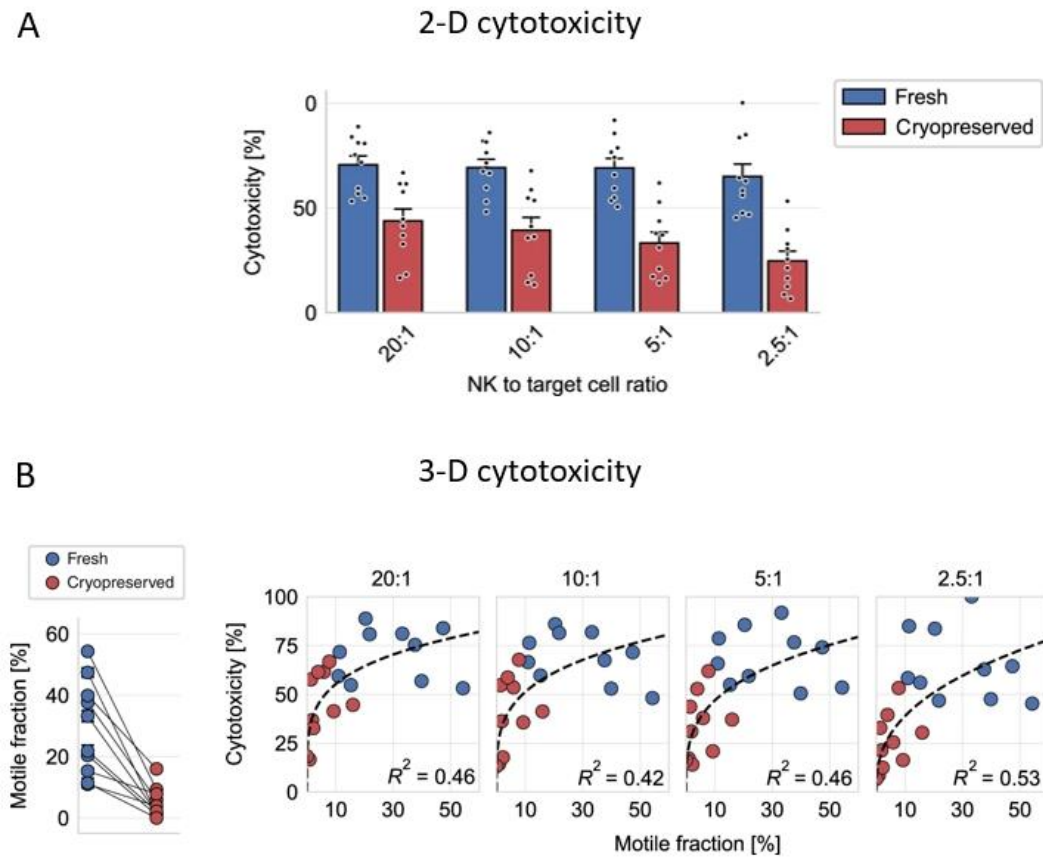 A
2-D cytotoxicity
Fresh
Cryopreserved
Cytotoxicity [%]
0
50
0
20:1
10:1
5:1
2.5:1
NK to target cell ratio
B
3-D cytotoxicity
Fresh
Cryopreserved
Motile fraction [%]
60
40
20
0
20:1
10:1
5:1
2.5:1
Cytotoxicity [%]
100
75
50
25
0
R² = 0.46
R² = 0.42
R² = 0.46
R² = 0.53
10 30 50
10 30 50
10 30 50
10 30 50
Motile fraction [%]